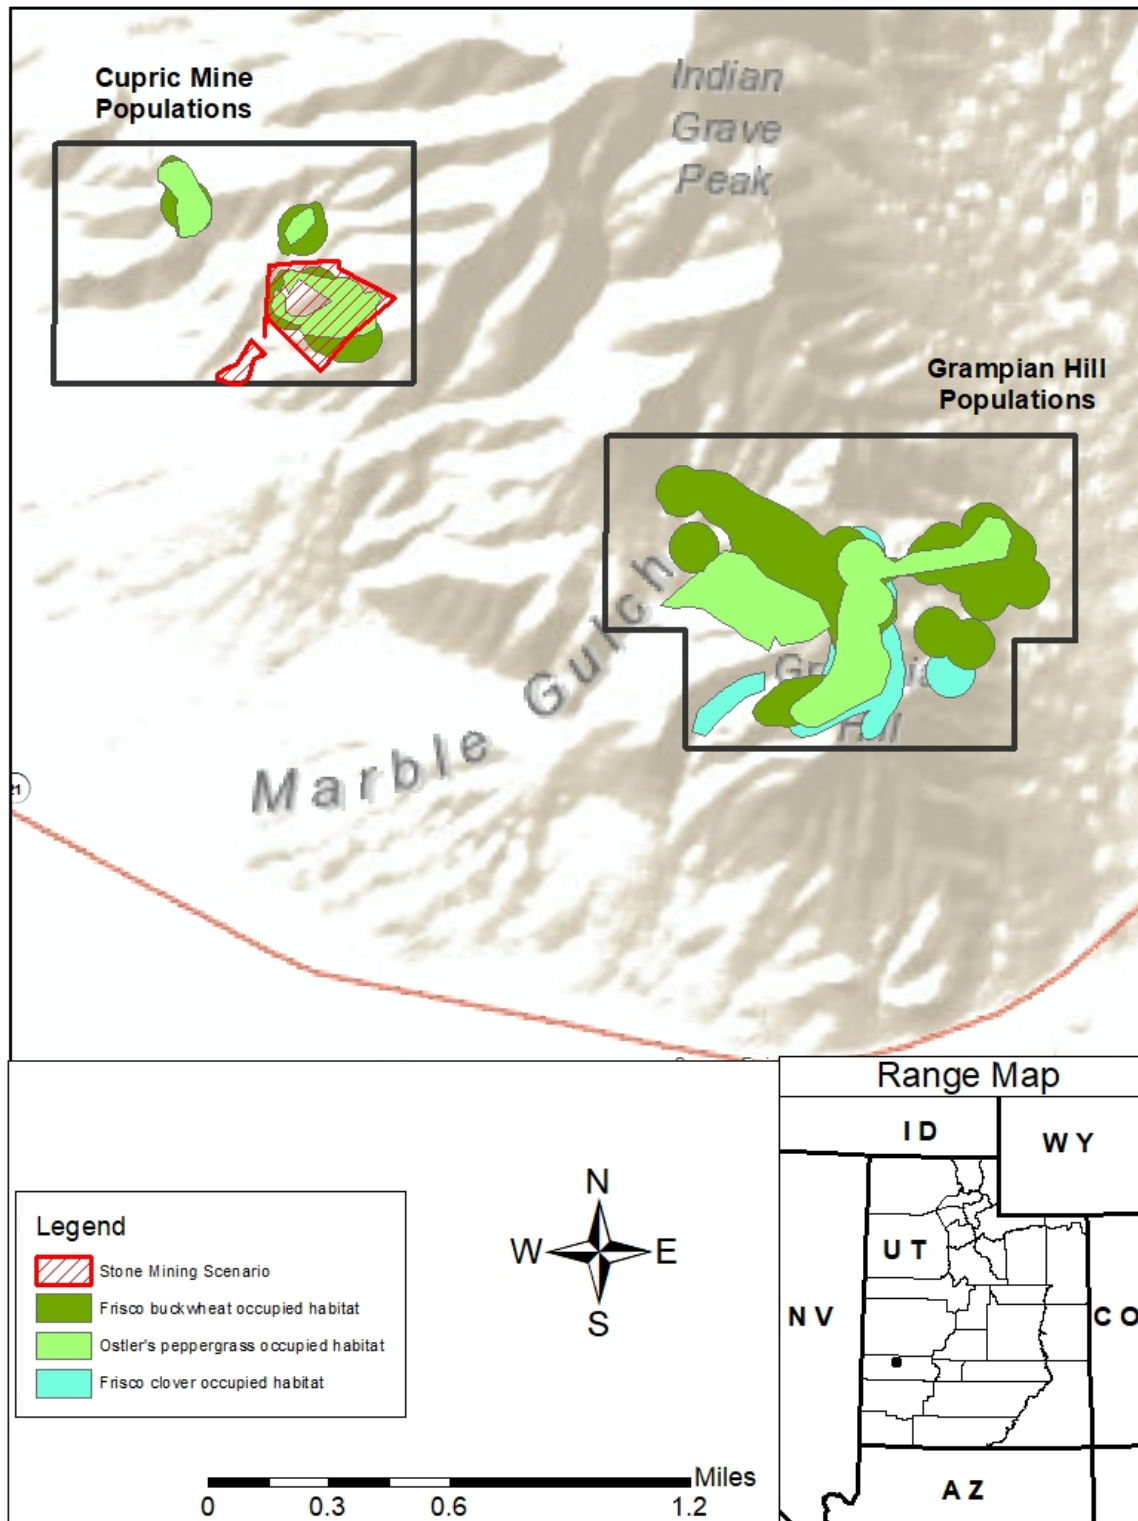 Cupric Mine
Populations
Indian
Grave
Peak
Grampian Hill
Populations
Marble Gulch
Hill
Range Map
ID
WY
UT
NV
CO
AZ
N
W
E
S
Legend
Stone Mining Scenario
Frisco buckwheat occupied habitat
Ostler's peppergrass occupied habitat
Frisco clover occupied habitat
Miles
0 0.3 0.6 1.2